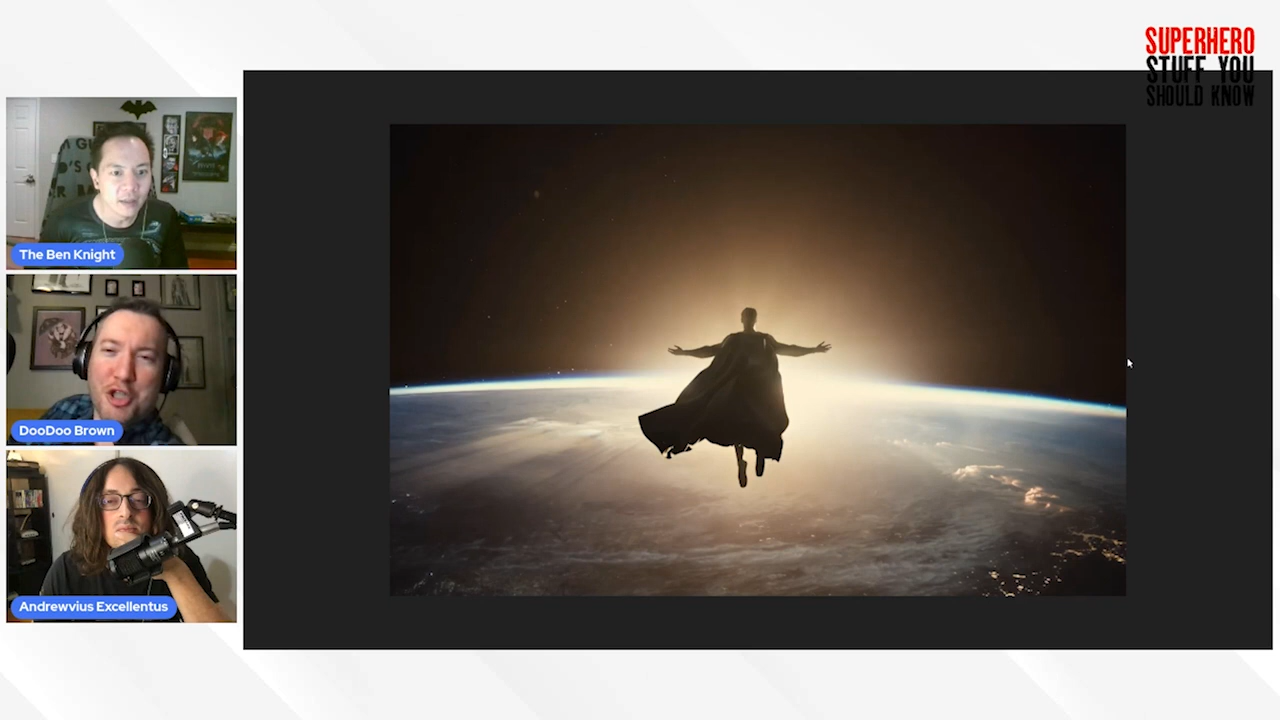 SUPERHERO
STUFF YOU
SHOULD KNOW
The Ben Knight
DooDoo Brown
Andrewvius Excellentus